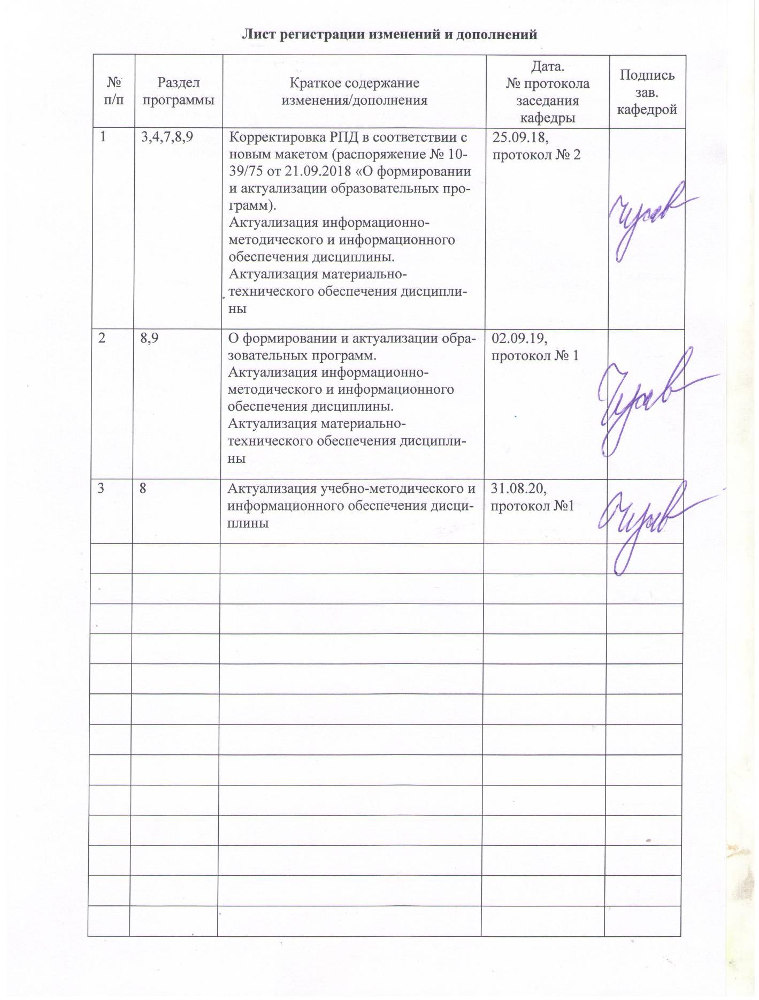 Лист регистрации изменений и дополнений
№
п/п
Раздел
программы
Краткое содержание
изменения/дополнения
Дата.
№ протокола
заседания
кафедры
Подпись
зав.
кафедрой
1
3,4,7,8,9
Корректировка РПД в соответствии с
новым макетом (распоряжение № 10-
39/75 от 21.09.2018 «О формировании
и актуализации образовательных про-
грамм).
Актуализация информационно-
методического и информационного
обеспечения дисциплины.
Актуализация материально-
технического обеспечения дисципли-
ны
25.09.18,
протокол № 2
2
8,9
О формировании и актуализации обра-
зовательных программ.
Актуализация информационно-
методического и информационного
обеспечения дисциплины.
Актуализация материально-
технического обеспечения дисципли-
ны
02.09.19,
протокол № 1
3
8
Актуализация учебно-методического и
информационного обеспечения дисци-
плины
31.08.20,
протокол №1